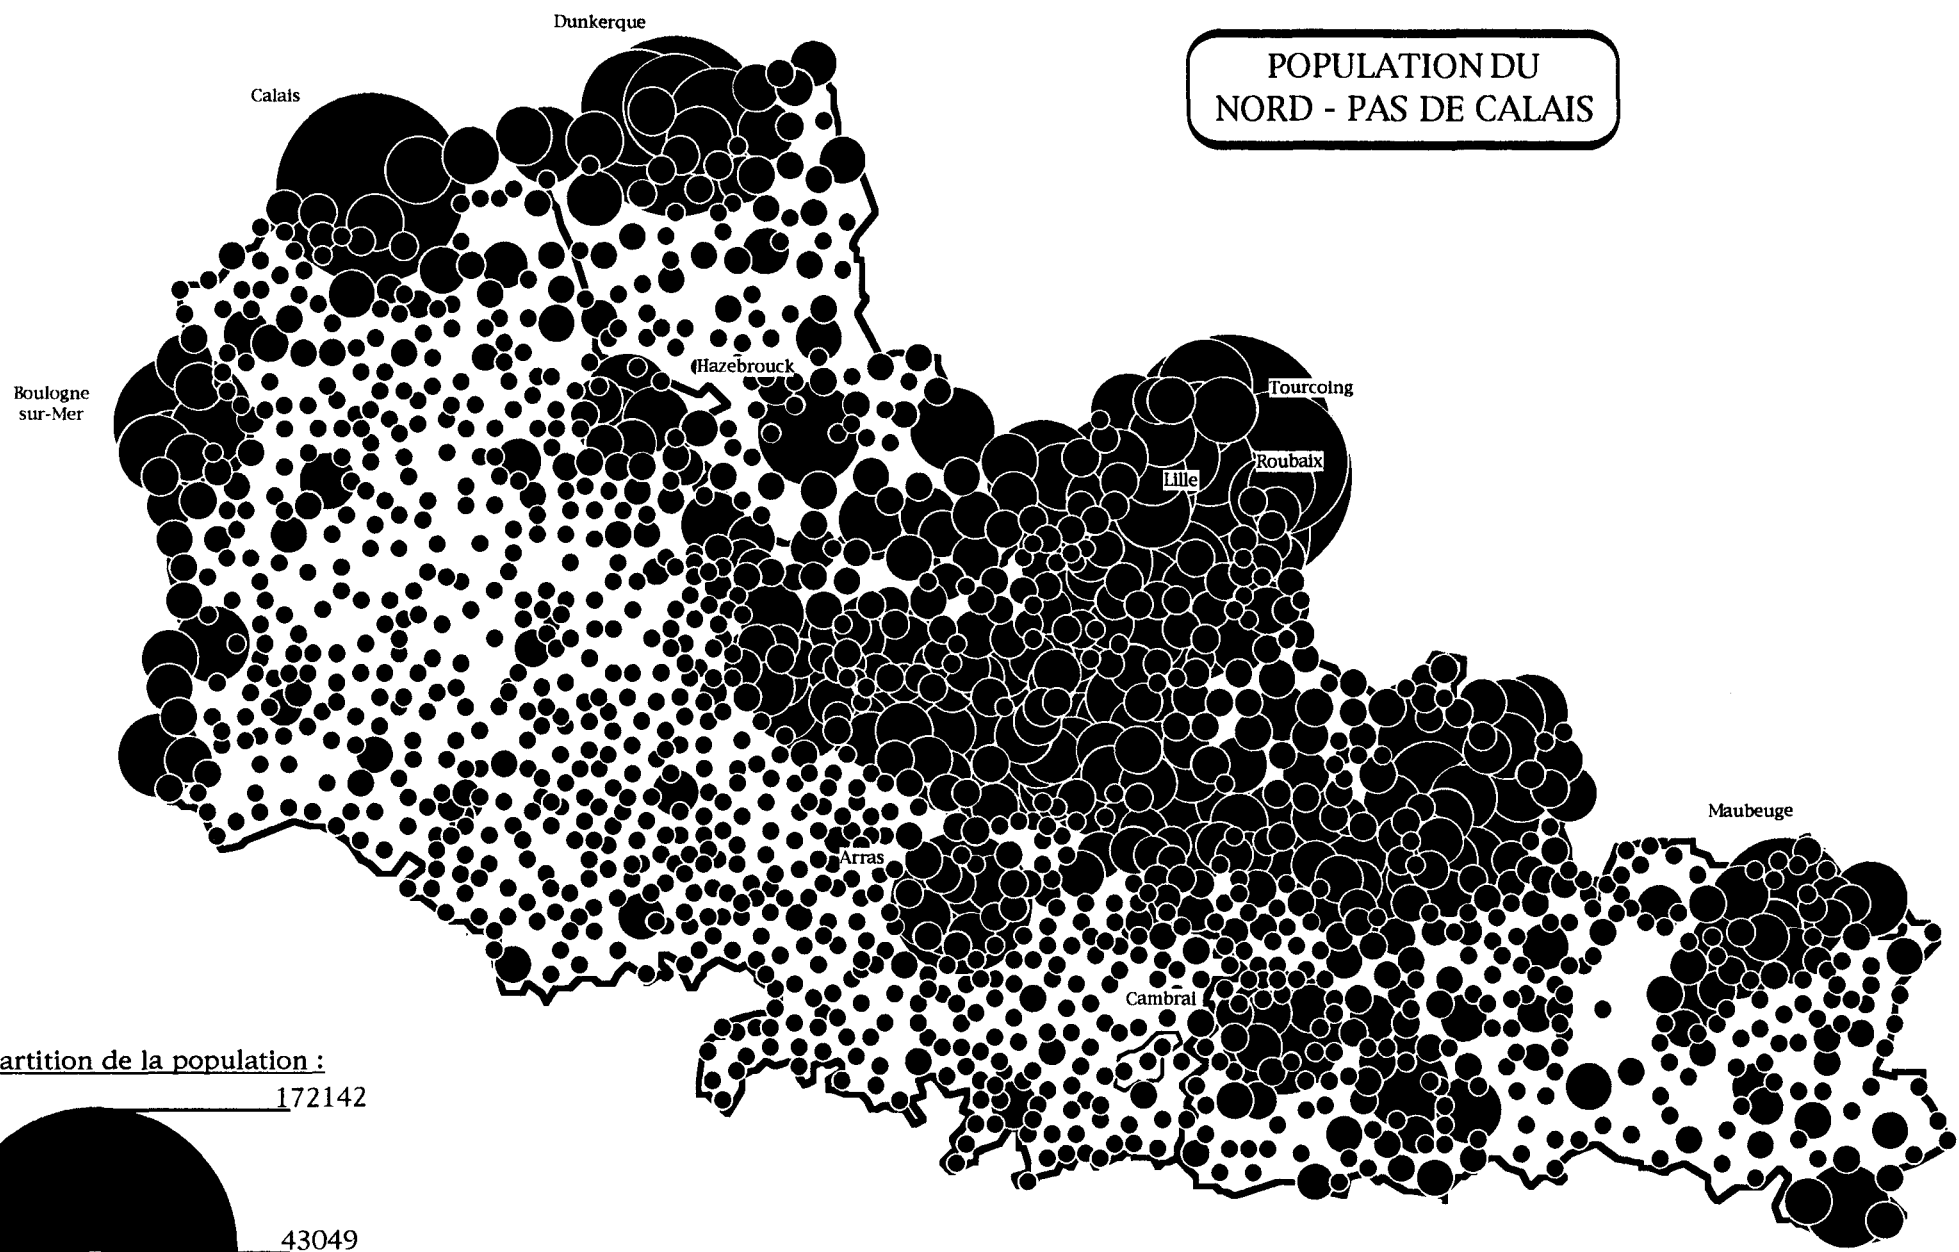 Dunkerque
Calais
POPULATION DU
NORD - PAS DE CALAIS
Hazebrouck
Boulogne
sur-Mer
Tourcoing
Roubaix
Lille
Maubeuge
Arras
Cambrai
artition de la population :
172142
43049